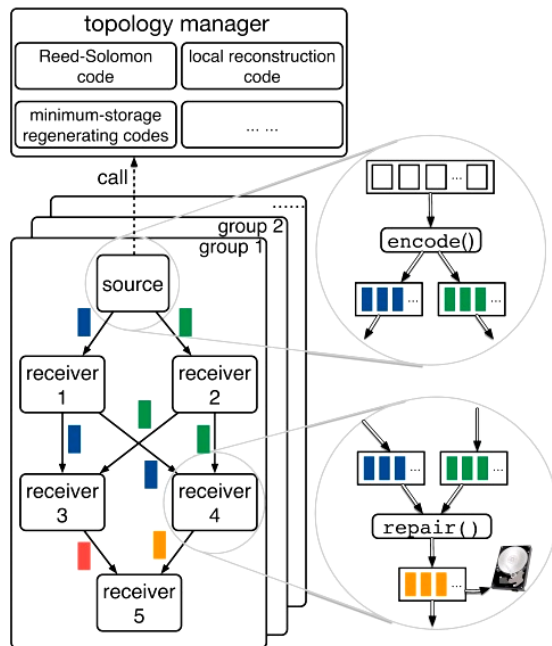 topology manager
Reed-Solomon
code
local reconstruction
code
minimum-storage
regenerating codes
... ...
call
......
group 2
group 1
source
receiver
1
receiver
2
receiver
3
receiver
4
receiver
5
...
encode()
...
...
...
...
repair()
...